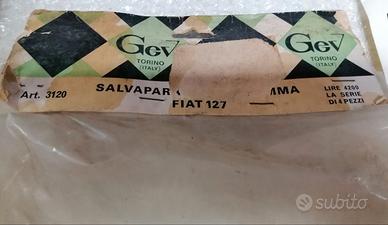 GeV
TORINO
(ITALY)
GeV
TORINO
(ITALY)
Art. 3120
SALVAPAR MMA
FIAT 127
LIRE 4200
LA SERIE
DI 4 PEZZI
subito